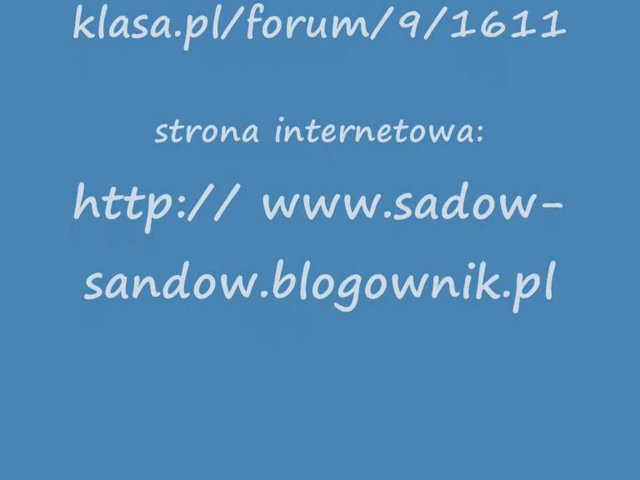 klasa.pl/forum/9/1611
strona internetowa:
http:// www.sadow-
sandow.blogownik.pl